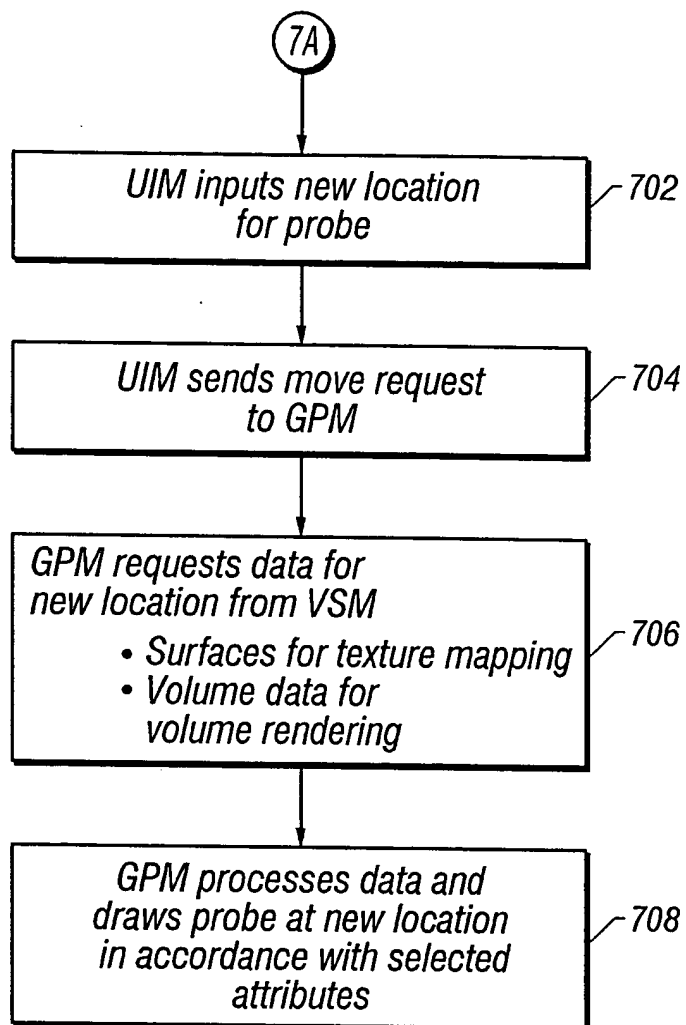 7A
UIM inputs new location
for probe
702
UIM sends move request
to GPM
704
GPM requests data for
new location from VSM
• Surfaces for texture mapping
• Volume data for
volume rendering
706
GPM processes data and
draws probe at new location
in accordance with selected
attributes
708